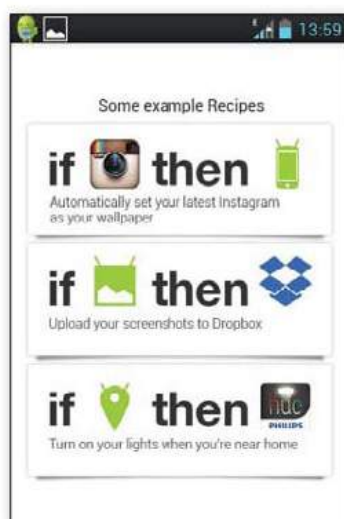 13:59
Some example Recipes
if then
Automatically set your latest Instagram
as your wallpaper
if then
Upload your screenshots to Dropbox
if then hue
PHILIPS
Turn on your lights when you're near home